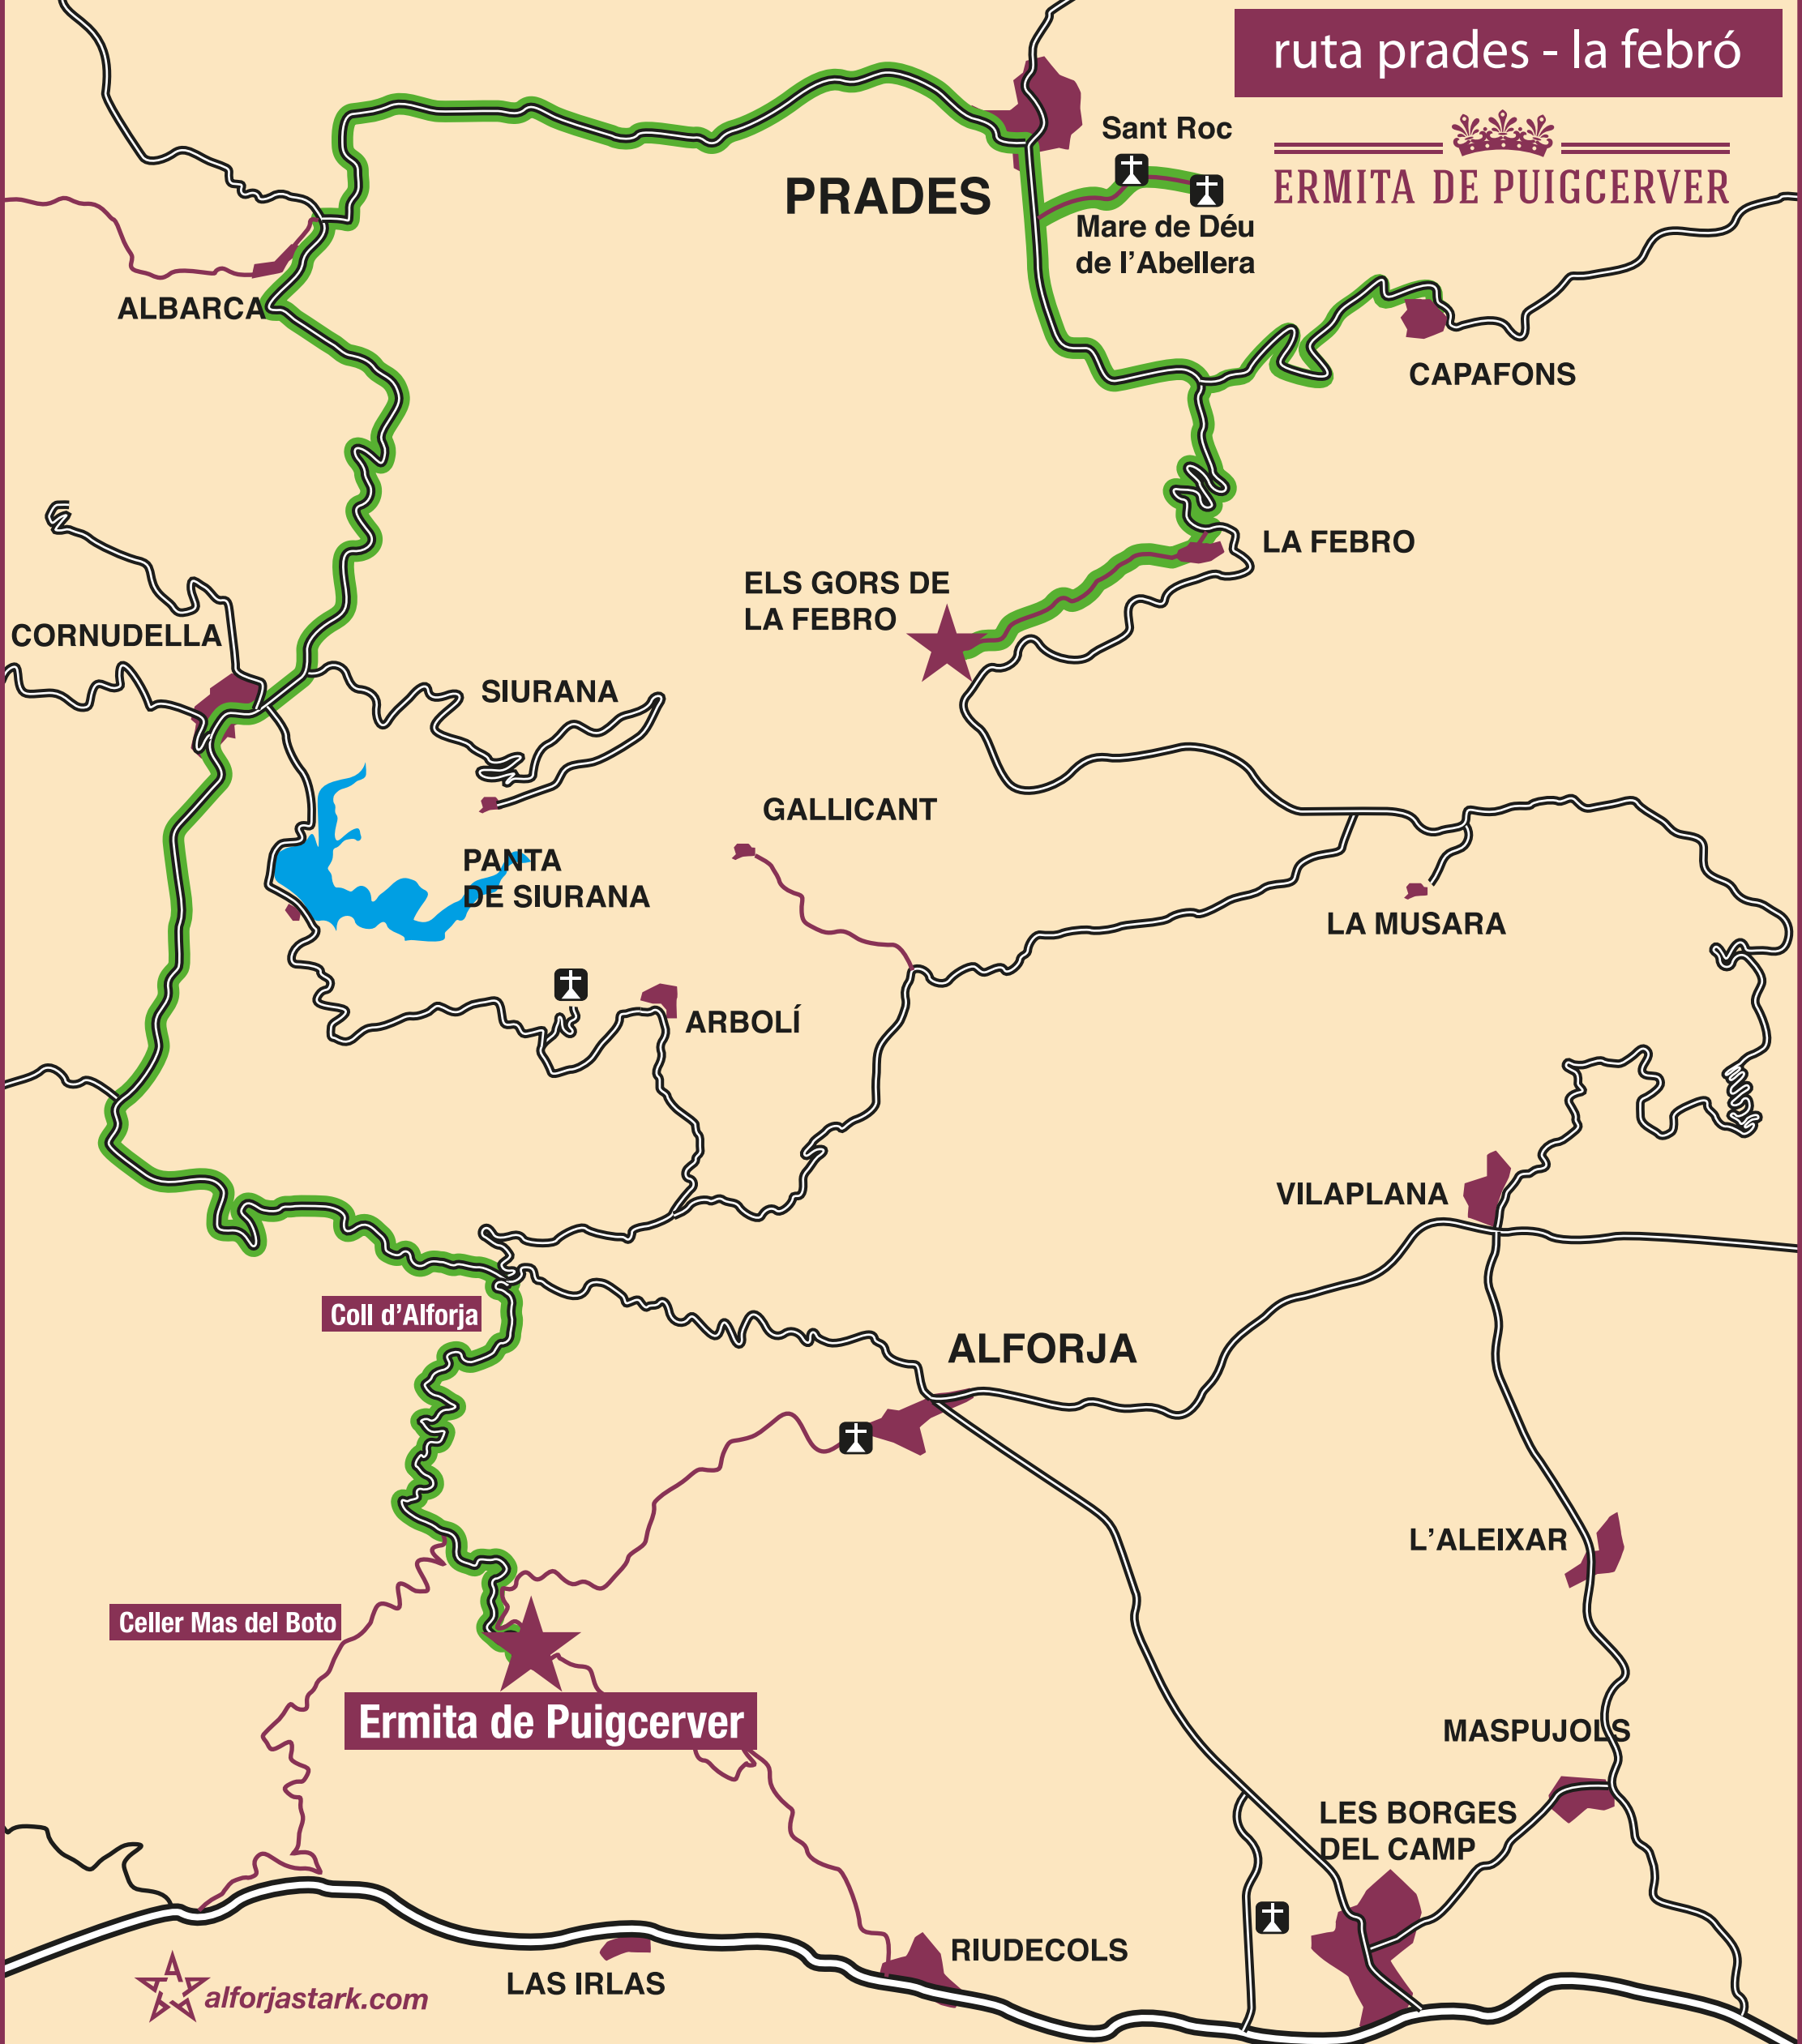 ruta prades - la febró
ERMITA DE PUIGCERVER
Sant Roc
PRADES
Mare de Déu
de l'Abellera
ALBARCA
CAPAFONS
LA FEBRO
ELS GORS DE
LA FEBRO
CORNUDELLA
SIURANA
GALLICANT
PANTA
DE SIURANA
LA MUSARA
ARBOLÍ
VILAPLANA
Coll d'Alforja
ALFORJA
L'ALEIXAR
Celler Mas del Boto
Ermita de Puigcerver
MASPUJOLS
LES BORGES
DEL CAMP
RIUDECOLS
LAS IRLAS
alforjastark.com